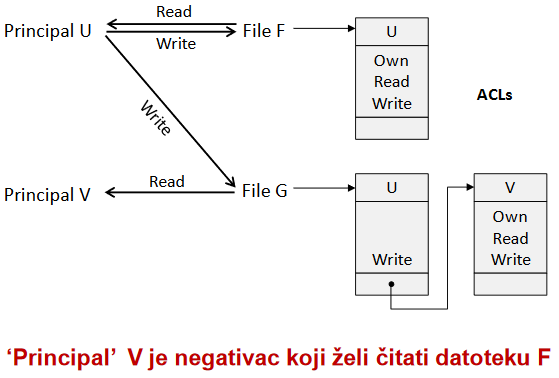 Principal U
Read
Write
File F
U
Own
Read
Write
ACLs
Write
Principal V
Read
File G
U
Write
V
Own
Read
Write
‘Principal’ V je negativac koji želi čitati datoteku F